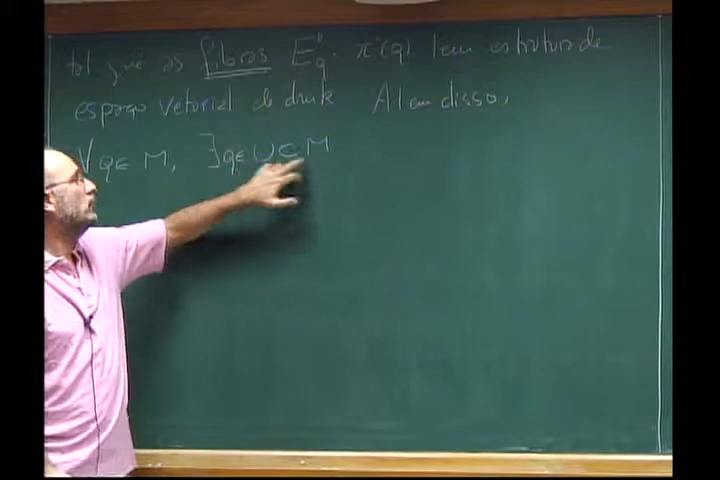 tal que as fibras E_q = π⁻¹(q) tem estrutura de
espaço vetorial de dim k Além disso,
∀ q ∈ M, ∃ q ∈ U ⊂ M